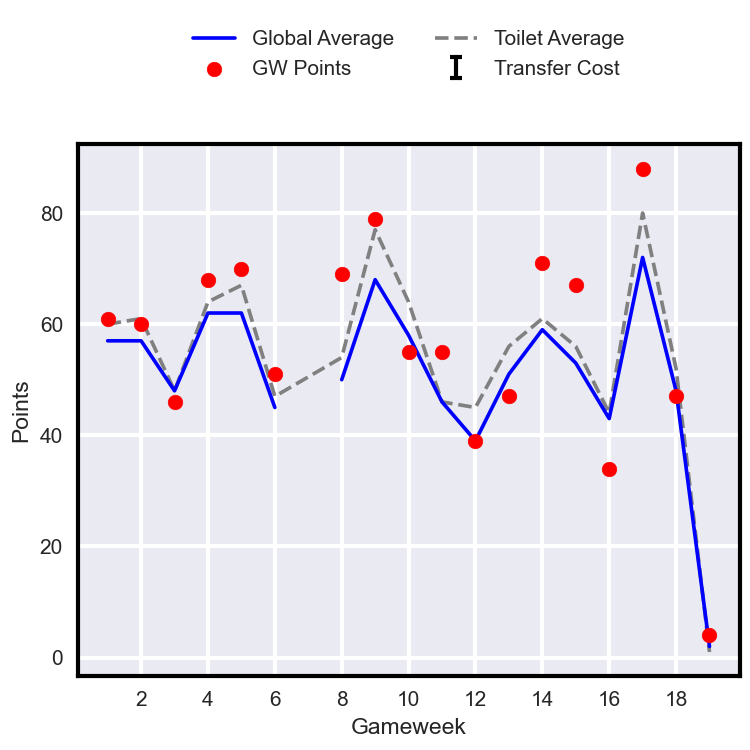 Global Average
Toilet Average
GW Points
Transfer Cost
80
60
40
20
0
Points
2 4 6 8 10 12 14 16 18
Gameweek